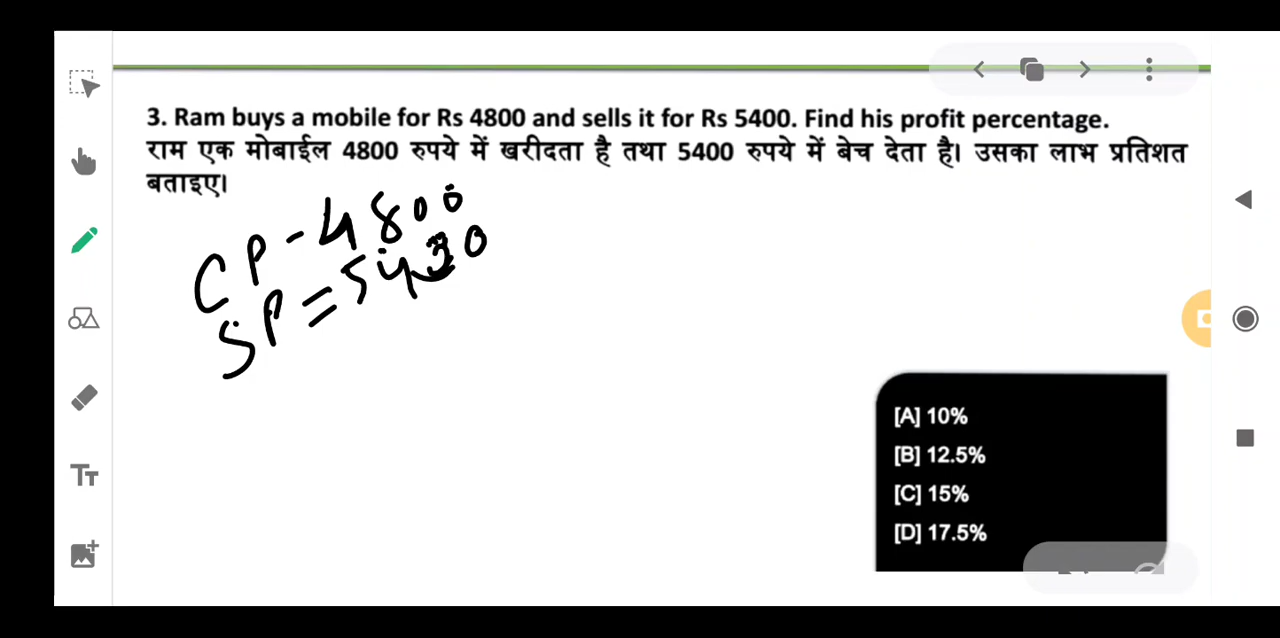 3. Ram buys a mobile for Rs 4800 and sells it for Rs 5400. Find his profit percentage.
राम एक मोबाईल 4800 रुपये में खरीदता है तथा 5400 रुपये में बेच देता है। उसका लाभ प्रतिशत
बताइए।
CP - 4800
SP =
[A] 10%
[B] 12.5%
[C] 15%
[D] 17.5%
TT